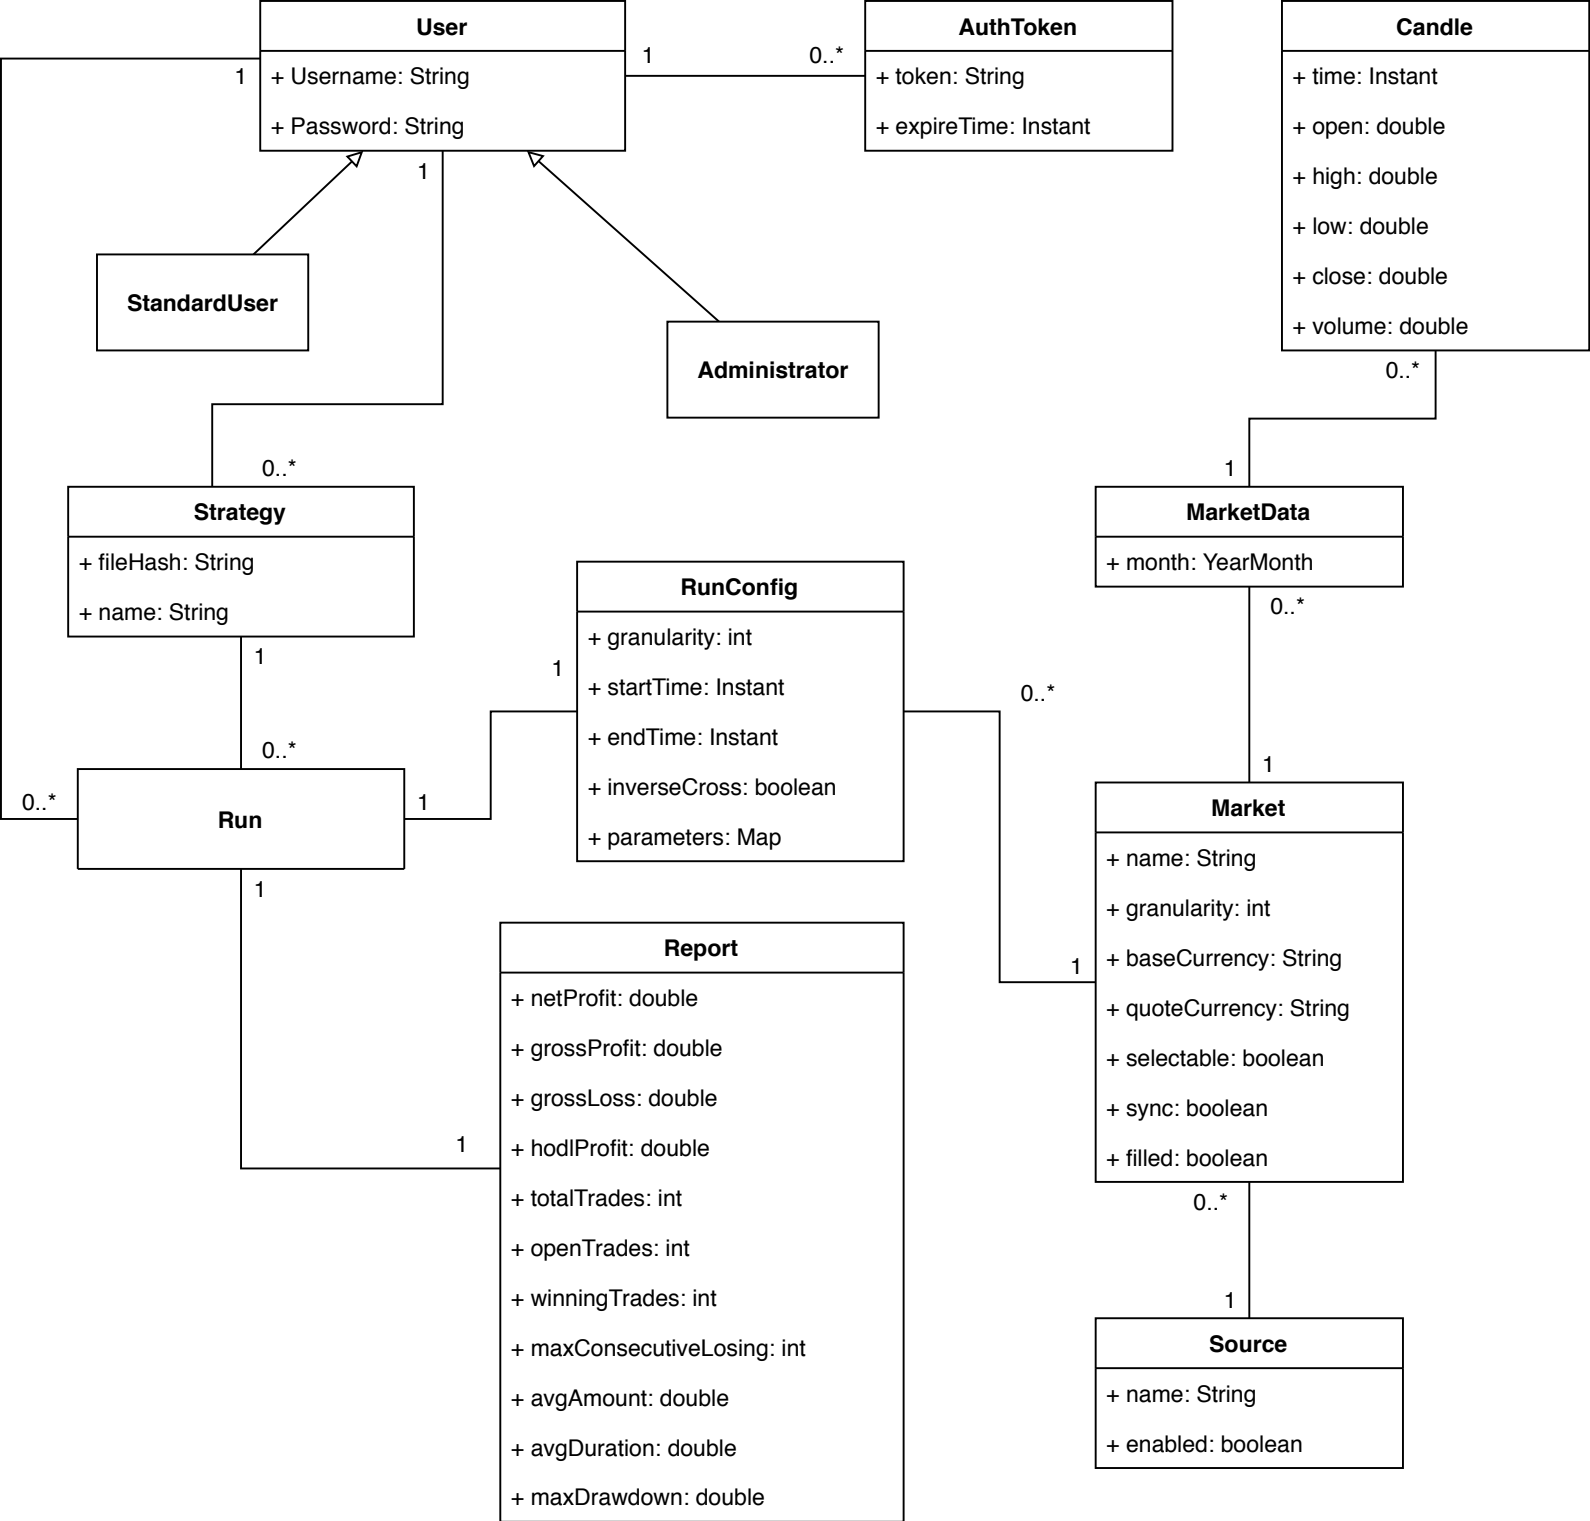 User
+ Username: String
+ Password: String
1
1
0..*
AuthToken
+ token: String
+ expireTime: Instant
Candle
+ time: Instant
+ open: double
+ high: double
+ low: double
+ close: double
+ volume: double
0..*
1
StandardUser
Administrator
0..*
Strategy
+ fileHash: String
+ name: String
1
1
MarketData
+ month: YearMonth
0..*
RunConfig
+ granularity: int
+ startTime: Instant
+ endTime: Instant
+ inverseCross: boolean
+ parameters: Map
1
0..*
0..*
0..*
Run
1
1
1
Market
+ name: String
+ granularity: int
+ baseCurrency: String
+ quoteCurrency: String
+ selectable: boolean
+ sync: boolean
+ filled: boolean
1
0..*
Report
+ netProfit: double
+ grossProfit: double
+ grossLoss: double
+ hodlProfit: double
+ totalTrades: int
+ openTrades: int
+ winningTrades: int
+ maxConsecutiveLosing: int
+ avgAmount: double
+ avgDuration: double
+ maxDrawdown: double
1
1
Source
+ name: String
+ enabled: boolean